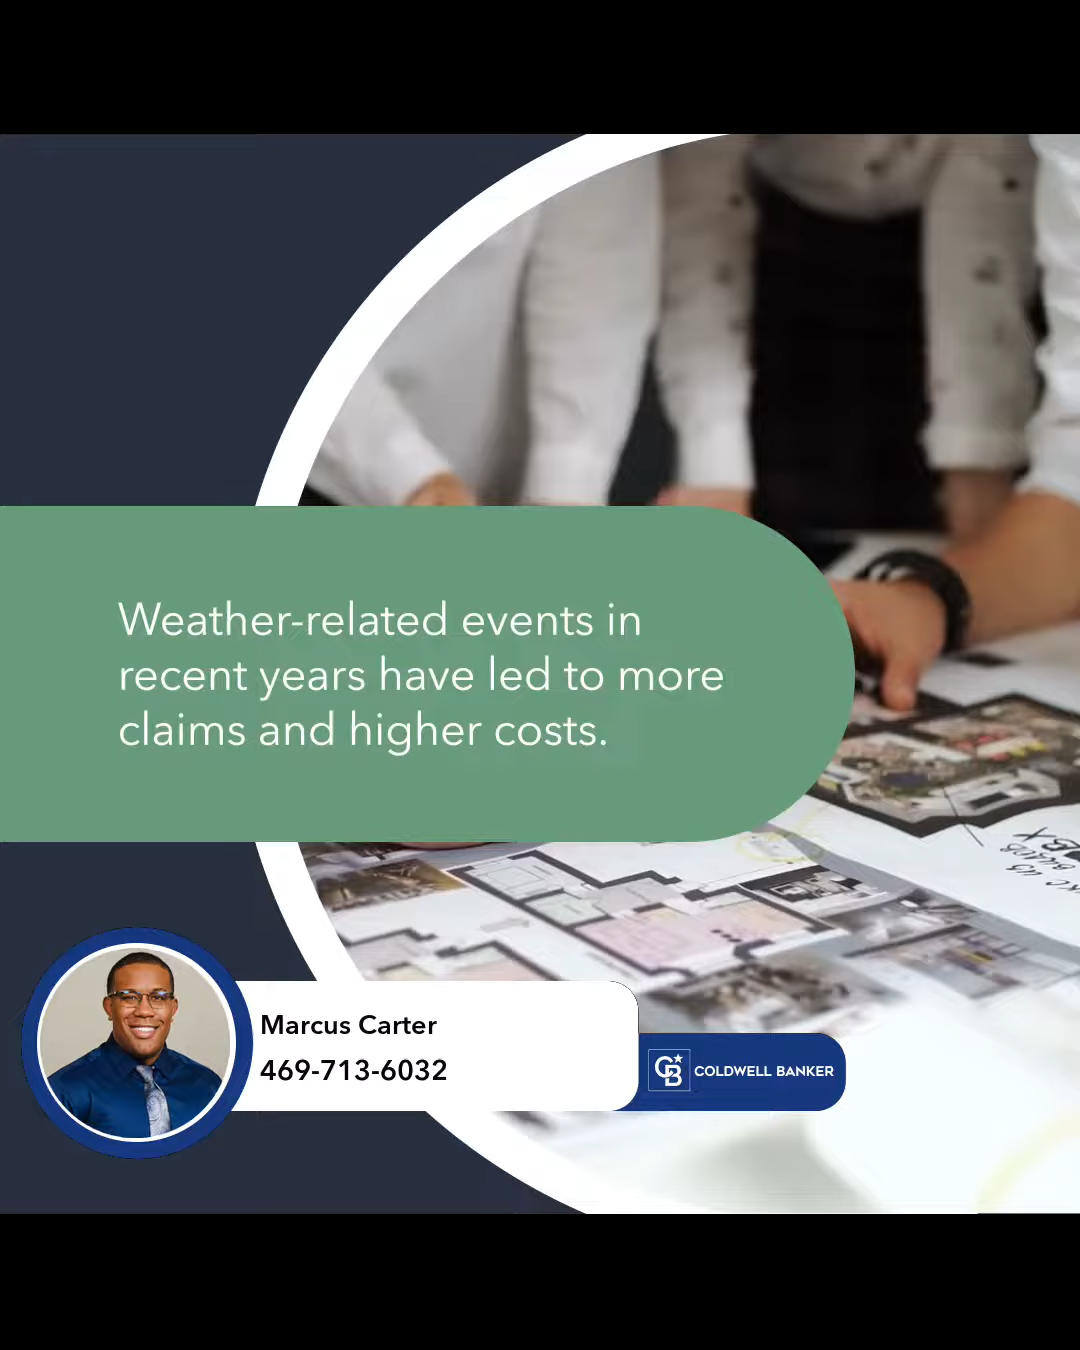 Weather-related events in
recent years have led to more
claims and higher costs.
Marcus Carter
469-713-6032
CB COLDWELL BANKER